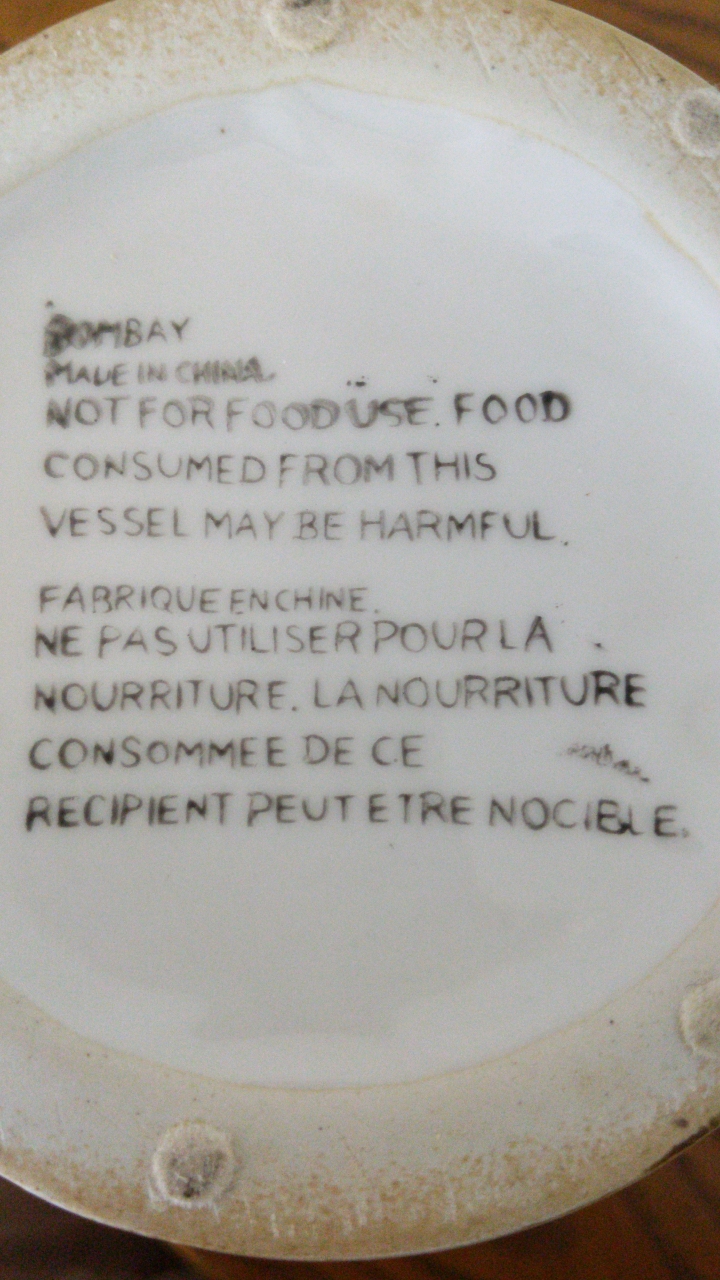 BOMBAY
MADE IN CHINA
NOT FOR FOOD USE. FOOD
CONSUMED FROM THIS
VESSEL MAY BE HARMFUL.
FABRIQUE EN CHINE.
NE PAS UTILISER POUR LA
NOURRITURE. LA NOURRITURE
CONSOMMEE DE CE
RECIPIENT PEUT ETRE NOCIBLE.